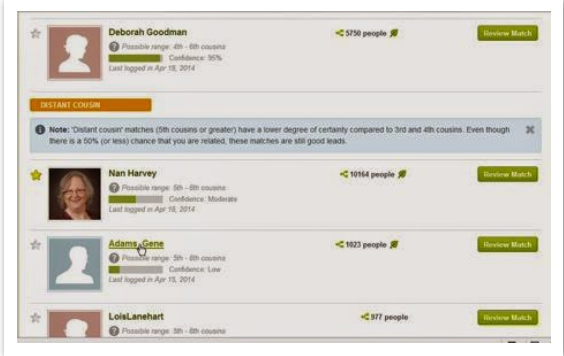 Deborah Goodman
5750 people
Review Match
Possible range: 4th - 6th cousins
Confidence: 95%
Last logged in Apr 18, 2014
DISTANT COUSIN
Note: 'Distant cousin' matches (5th cousins or greater) have a lower degree of certainty compared to 3rd and 4th cousins. Even though
there is a 50% (or less) chance that you are related, these matches are still good leads.
Nan Harvey
10164 people
Review Match
Possible range: 5th - 8th cousins
Confidence: Moderate
Last logged in Apr 18, 2014
Adams_Gene
1023 people
Review Match
Possible range: 5th - 8th cousins
Confidence: Low
Last logged in Apr 15, 2014
LoisLanehart
977 people
Review Match
Possible range: 5th - 8th cousins